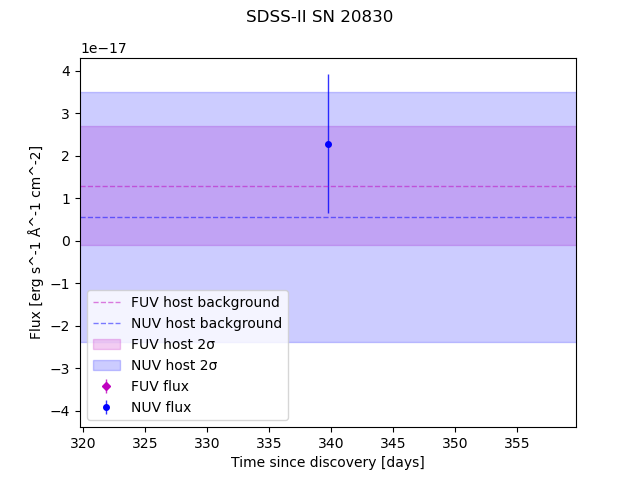 SDSS-II SN 20830
1e−17
4
3
2
1
0
−1
−2
−3
−4
Flux [erg s^-1 Å^-1 cm^-2]
FUV host background
NUV host background
FUV host 2σ
NUV host 2σ
FUV flux
NUV flux
320 325 330 335 340 345 350 355
Time since discovery [days]